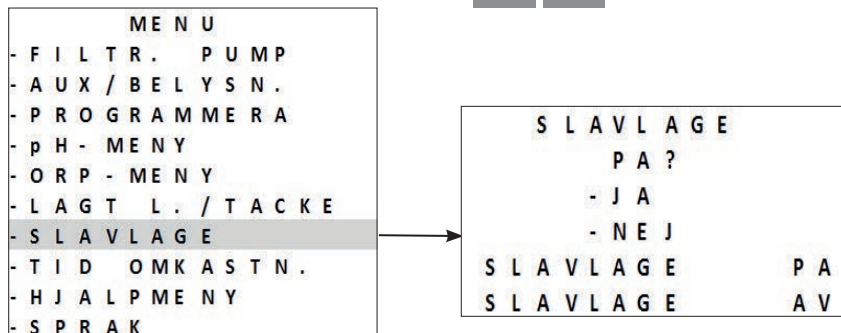 MENU
-FILTR. PUMP
-AUX/BELYSN.
-PROGRAMMERA
-pH- MENY
-ORP-MENY
-LAGT L./TACKE
-SLAVLAGE
-TID OMKASTN.
-HJALPMENY
-SPRAK
SLAVLAGE
PA?
-JA
-NEJ
SLAVLAGE PA
SLAVLAGE AV